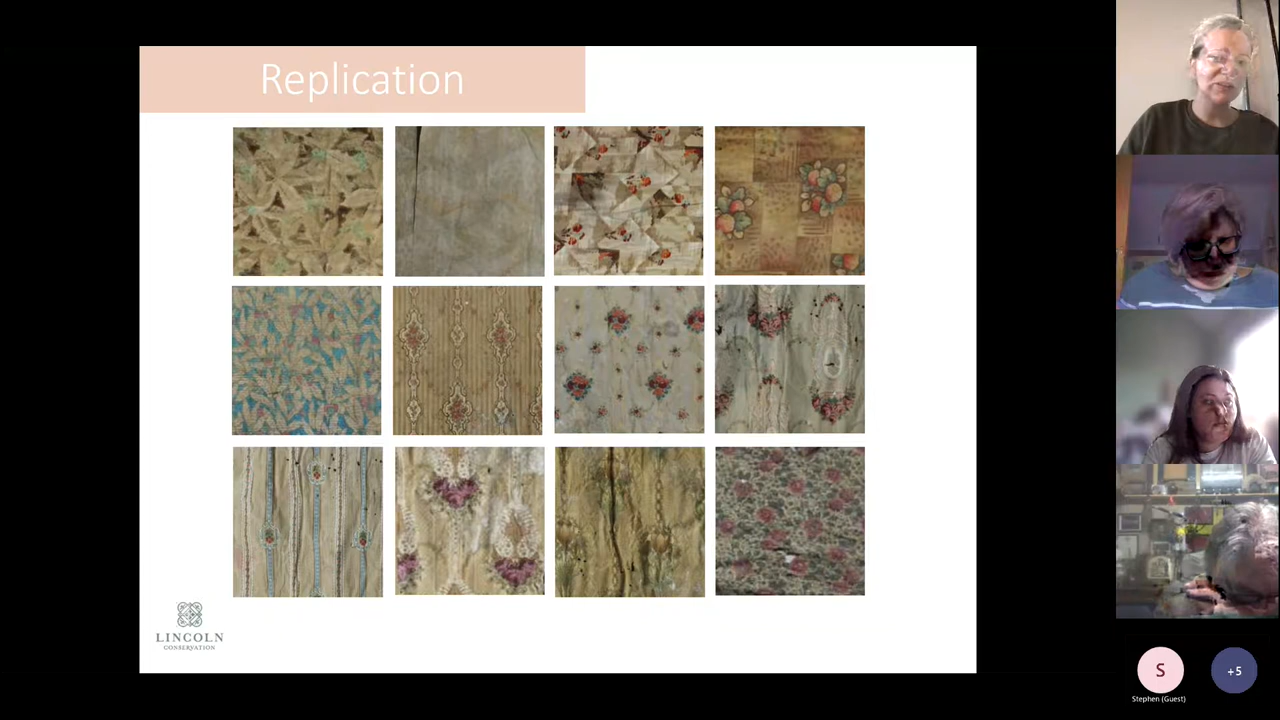 Replication
LINCOLN
CONSERVATION
S
+5
Stephen (Guest)